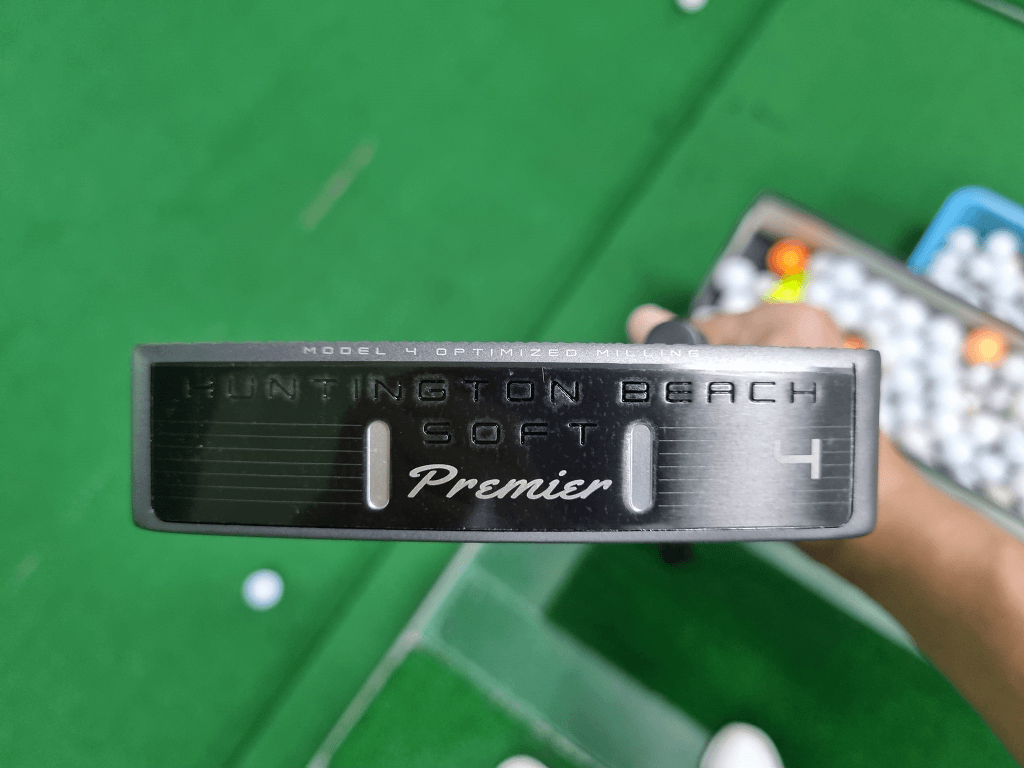 MODEL 4 OPTIMIZED MILLING
HUNTINGTON BEACH
SOFT
Premier
4